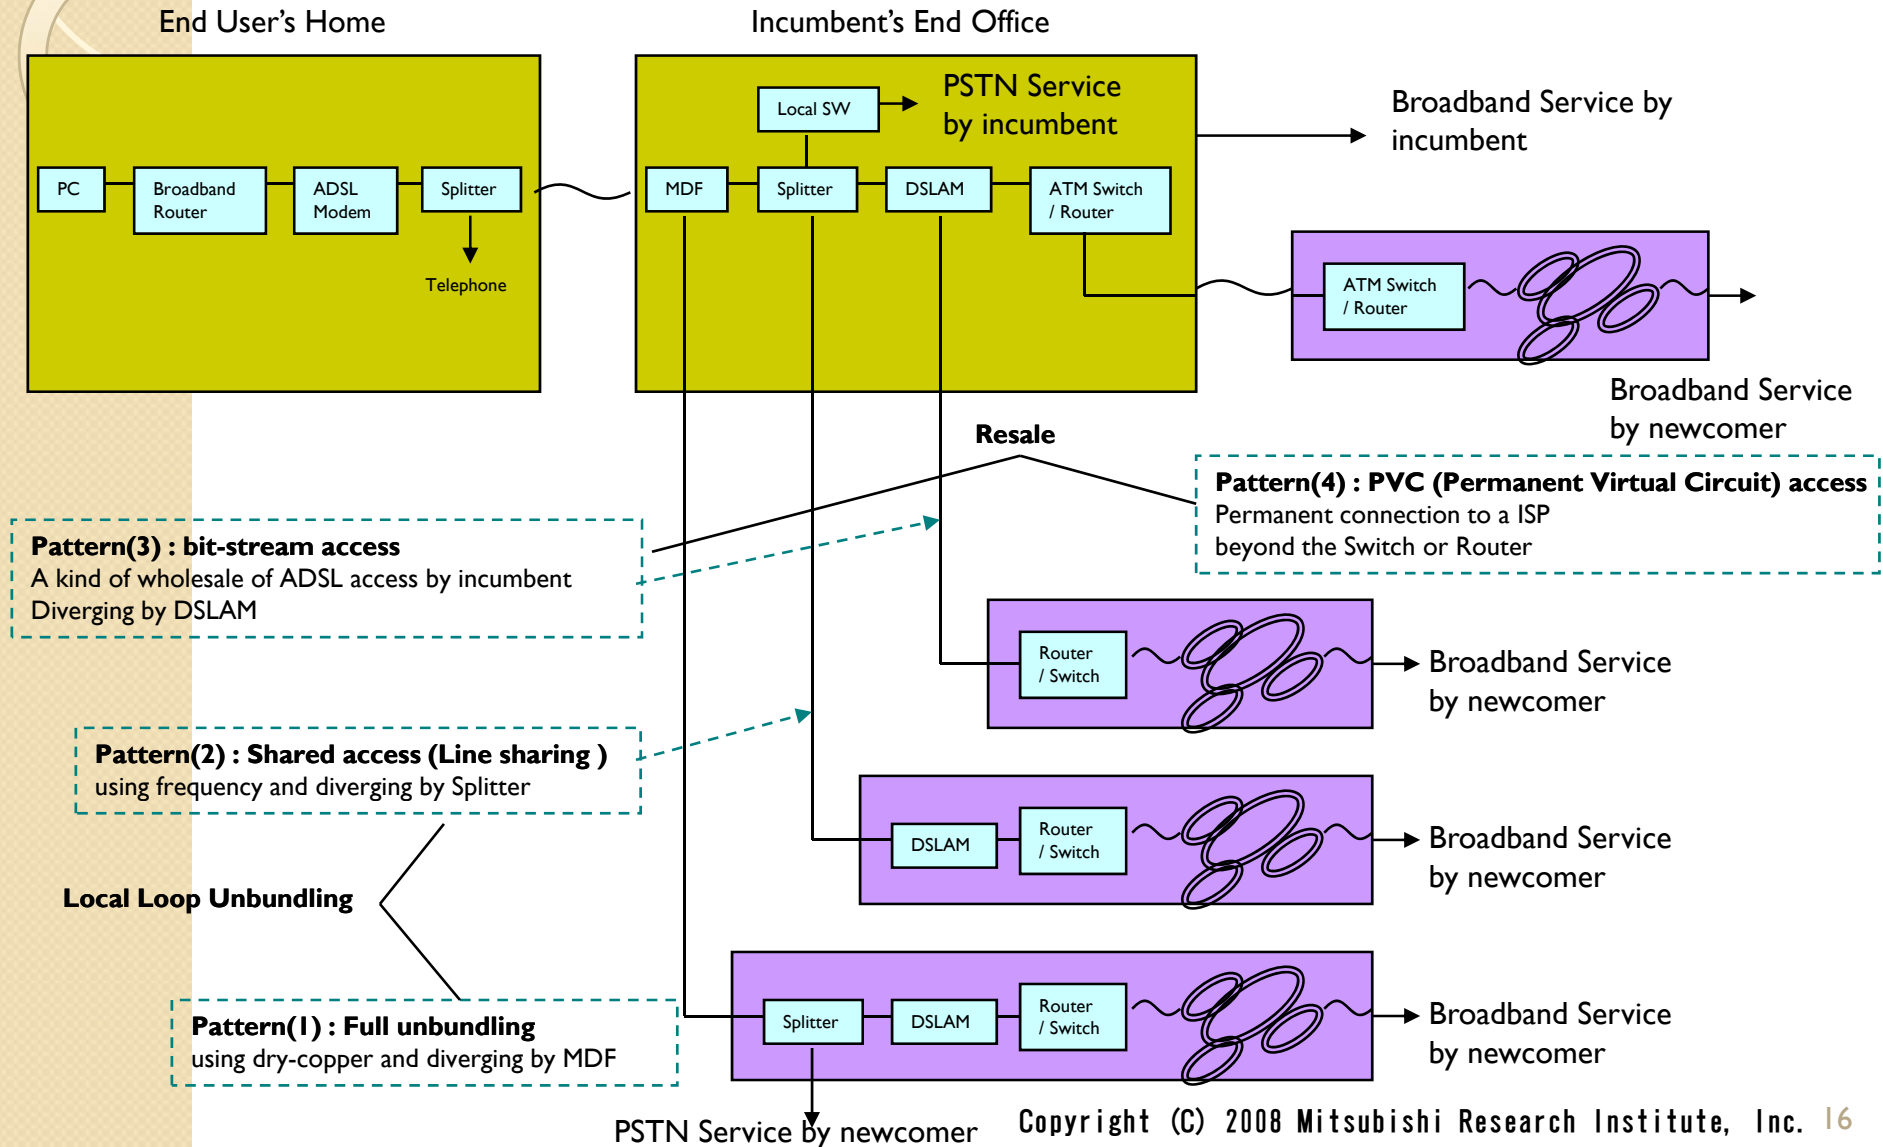 End User's Home
Incumbent's End Office
PSTN Service
by incumbent
Local SW
Broadband Service by
incumbent
PC
Broadband
Router
ADSL
Modem
Splitter
Telephone
MDF
Splitter
DSLAM
ATM Switch
/ Router
ATM Switch
/ Router
Broadband Service
by newcomer
Resale
Pattern(4) : PVC (Permanent Virtual Circuit) access
Permanent connection to a ISP
beyond the Switch or Router
Pattern(3) : bit-stream access
A kind of wholesale of ADSL access by incumbent
Diverging by DSLAM
Router
/ Switch
Broadband Service
by newcomer
Pattern(2) : Shared access (Line sharing )
using frequency and diverging by Splitter
DSLAM
Router
/ Switch
Broadband Service
by newcomer
Local Loop Unbundling
Pattern(1) : Full unbundling
using dry-copper and diverging by MDF
Splitter
DSLAM
Router
/ Switch
Broadband Service
by newcomer
PSTN Service by newcomer
Copyright (C) 2008 Mitsubishi Research Institute, Inc. 16